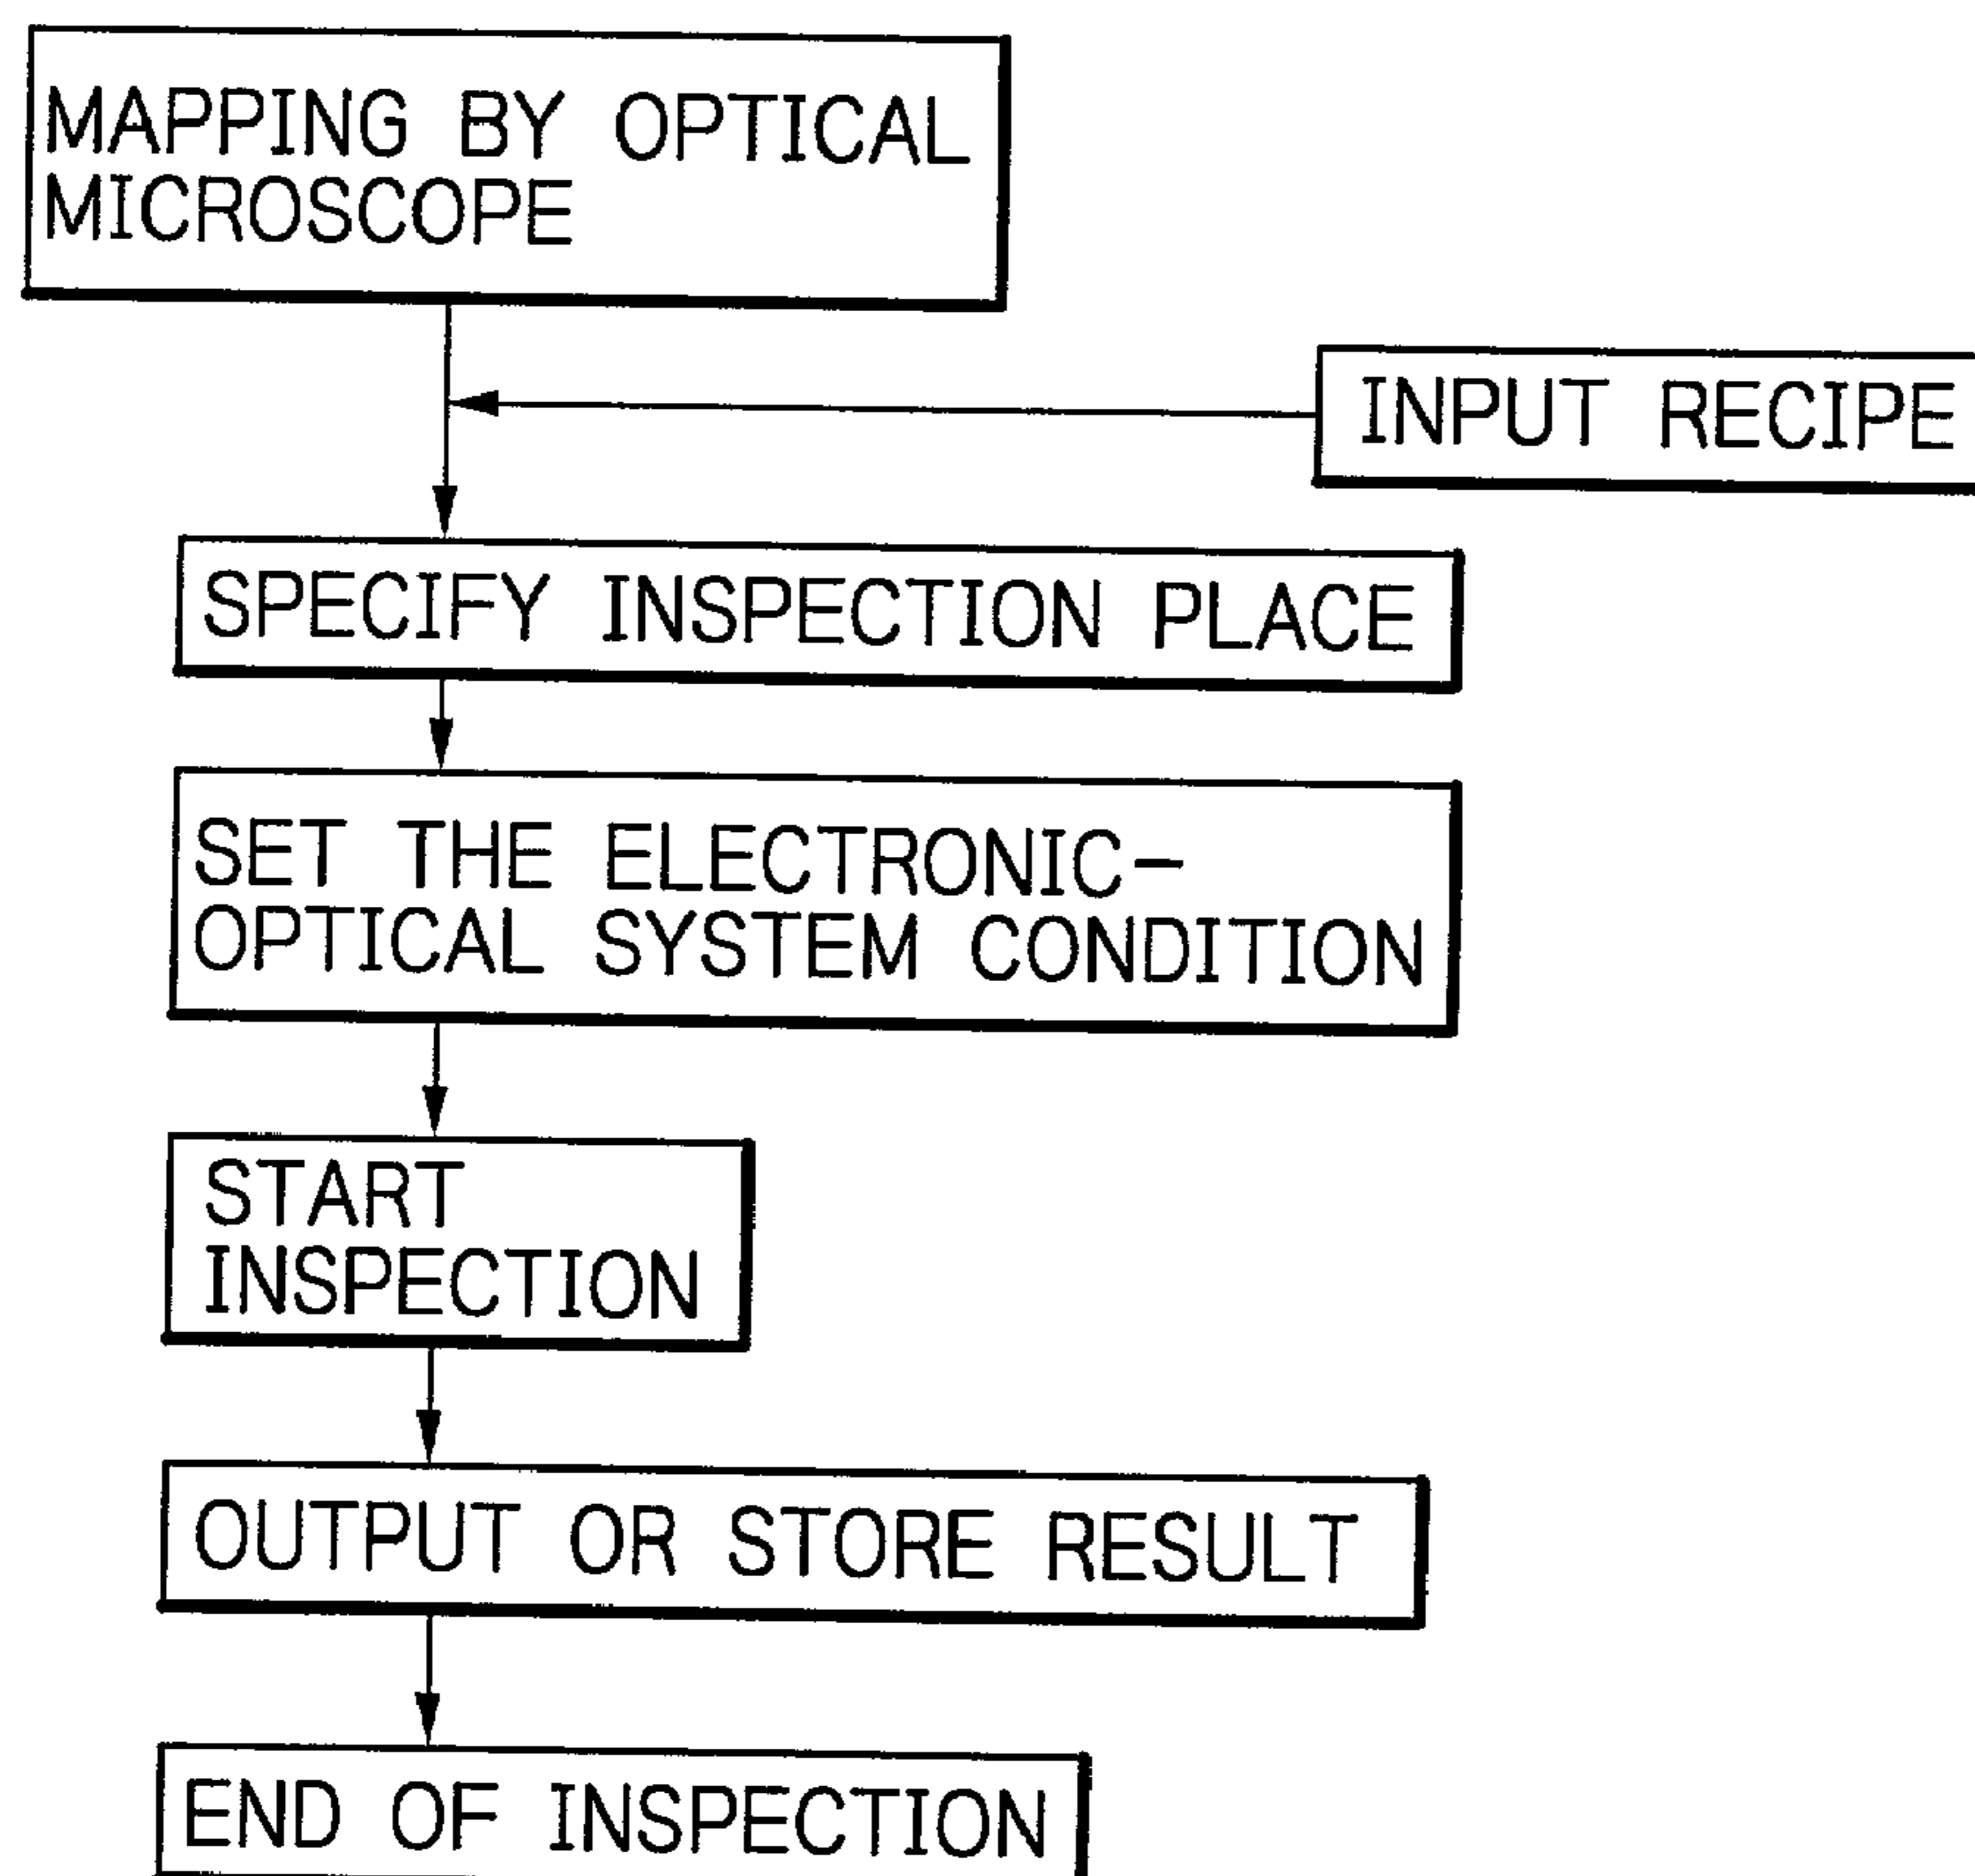 MAPPING BY OPTICAL
MICROSCOPE
INPUT RECIPE
SPECIFY INSPECTION PLACE
SET THE ELECTRONIC-
OPTICAL SYSTEM CONDITION
START
INSPECTION
OUTPUT OR STORE RESULT
END OF INSPECTION